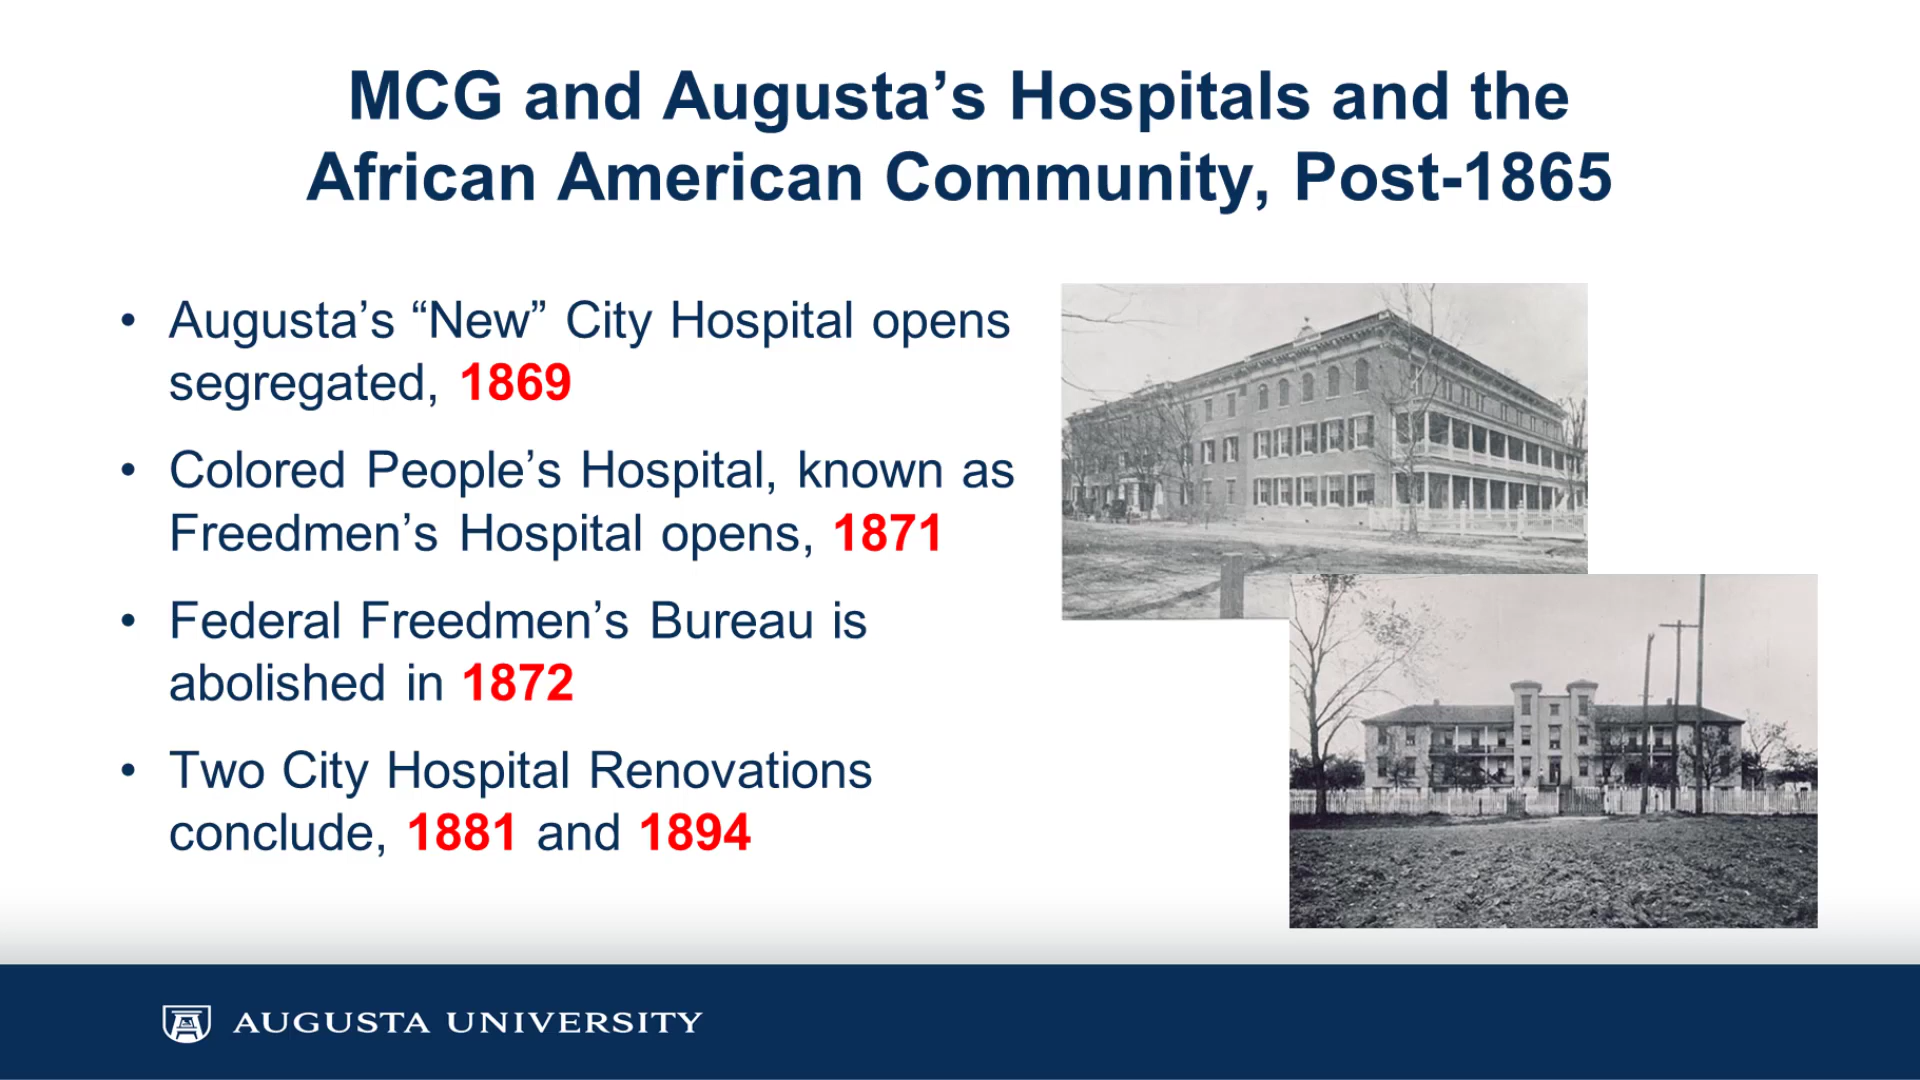 MCG and Augusta’s Hospitals and the
African American Community, Post-1865
• Augusta’s “New” City Hospital opens
segregated, 1869
• Colored People’s Hospital, known as
Freedmen’s Hospital opens, 1871
• Federal Freedmen’s Bureau is
abolished in 1872
• Two City Hospital Renovations
conclude, 1881 and 1894
AUGUSTA UNIVERSITY